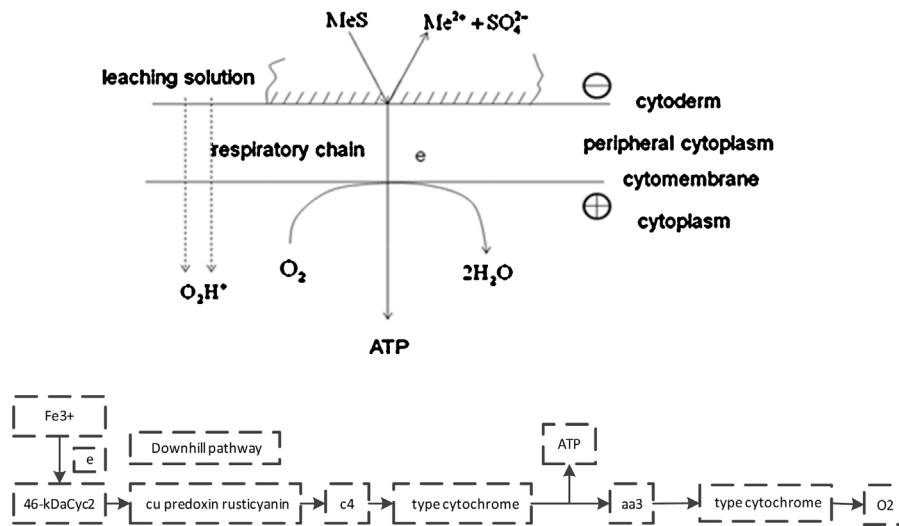 MeS Me²⁺ + SO₄²⁻
leaching solution
cytoderm
respiratory chain e peripheral cytoplasm
cytomembrane
cytoplasm
O₂ 2H₂O
O₂H⁺
ATP
Fe3+
e
Downhill pathway
ATP
46-kDaCyc2 cu predoxin rusticyanin c4 type cytochrome aa3 type cytochrome O2